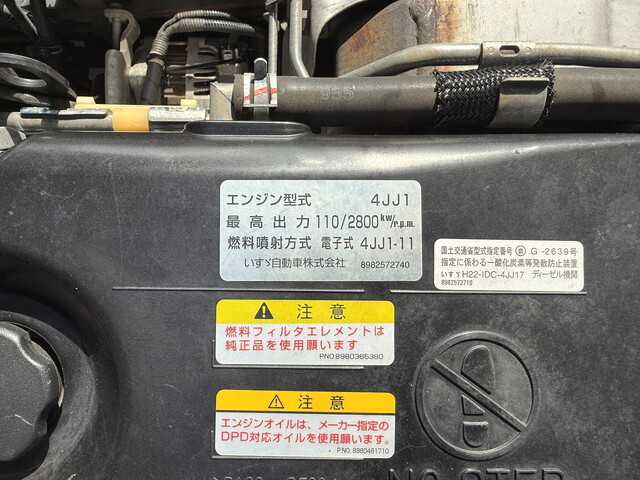 エンジン型式 4JJ1
最高出力 110/2800kW/r.p.m.
燃料噴射方式 電子式 4JJ1-11
いすゞ自動車株式会社 8982572740
国土交通省型式指定番号 自 G-2639号
指定に係わる一酸化炭素等発散防止装置
いすゞH22-IDC-4JJ17 ディーゼル機関
8982572710
注意
燃料フィルタエレメントは
純正品を使用願います
PNO.8980365360
注意
エンジンオイルは、メーカー指定の
DPD対応オイルを使用願います。
P.NO. 8980461710
NO STEP